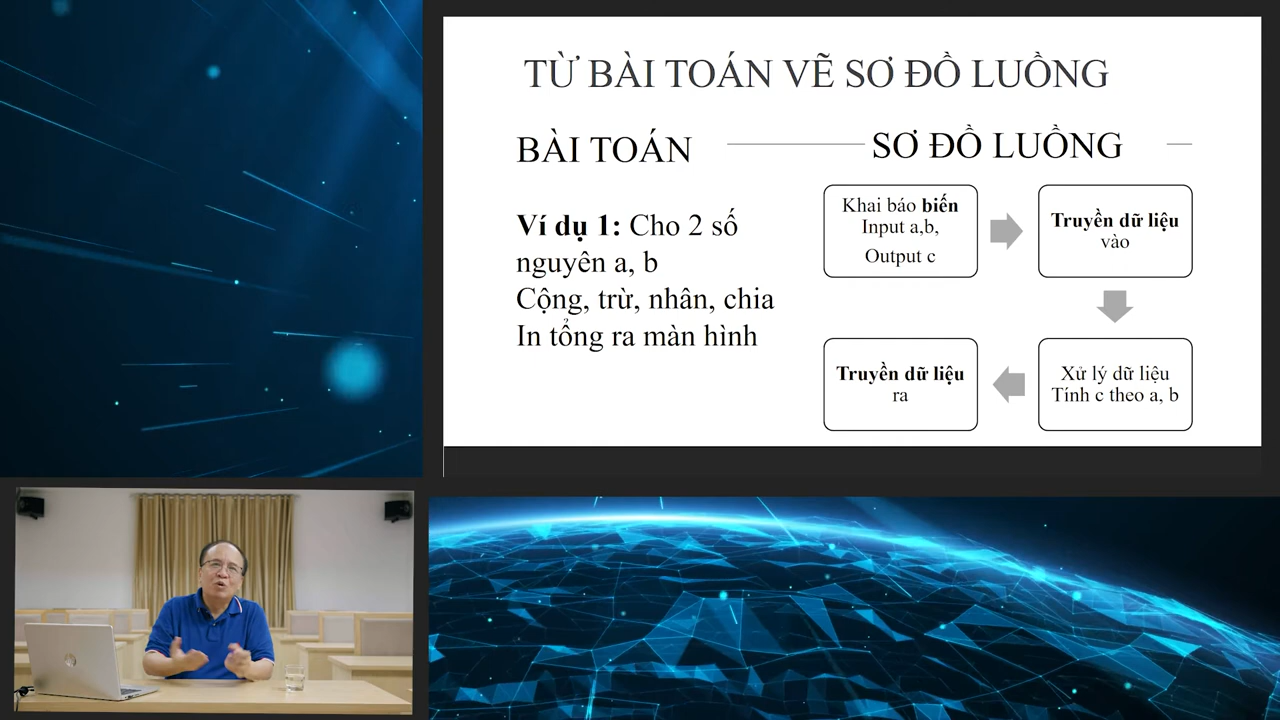 TỪ BÀI TOÁN VẼ SƠ ĐỒ LUỒNG
BÀI TOÁN
Ví dụ 1: Cho 2 số
nguyên a, b
Cộng, trừ, nhân, chia
In tổng ra màn hình
SƠ ĐỒ LUỒNG
Khai báo biến
Input a,b,
Output c
Truyền dữ liệu
vào
Xử lý dữ liệu
Tính c theo a, b
Truyền dữ liệu
ra